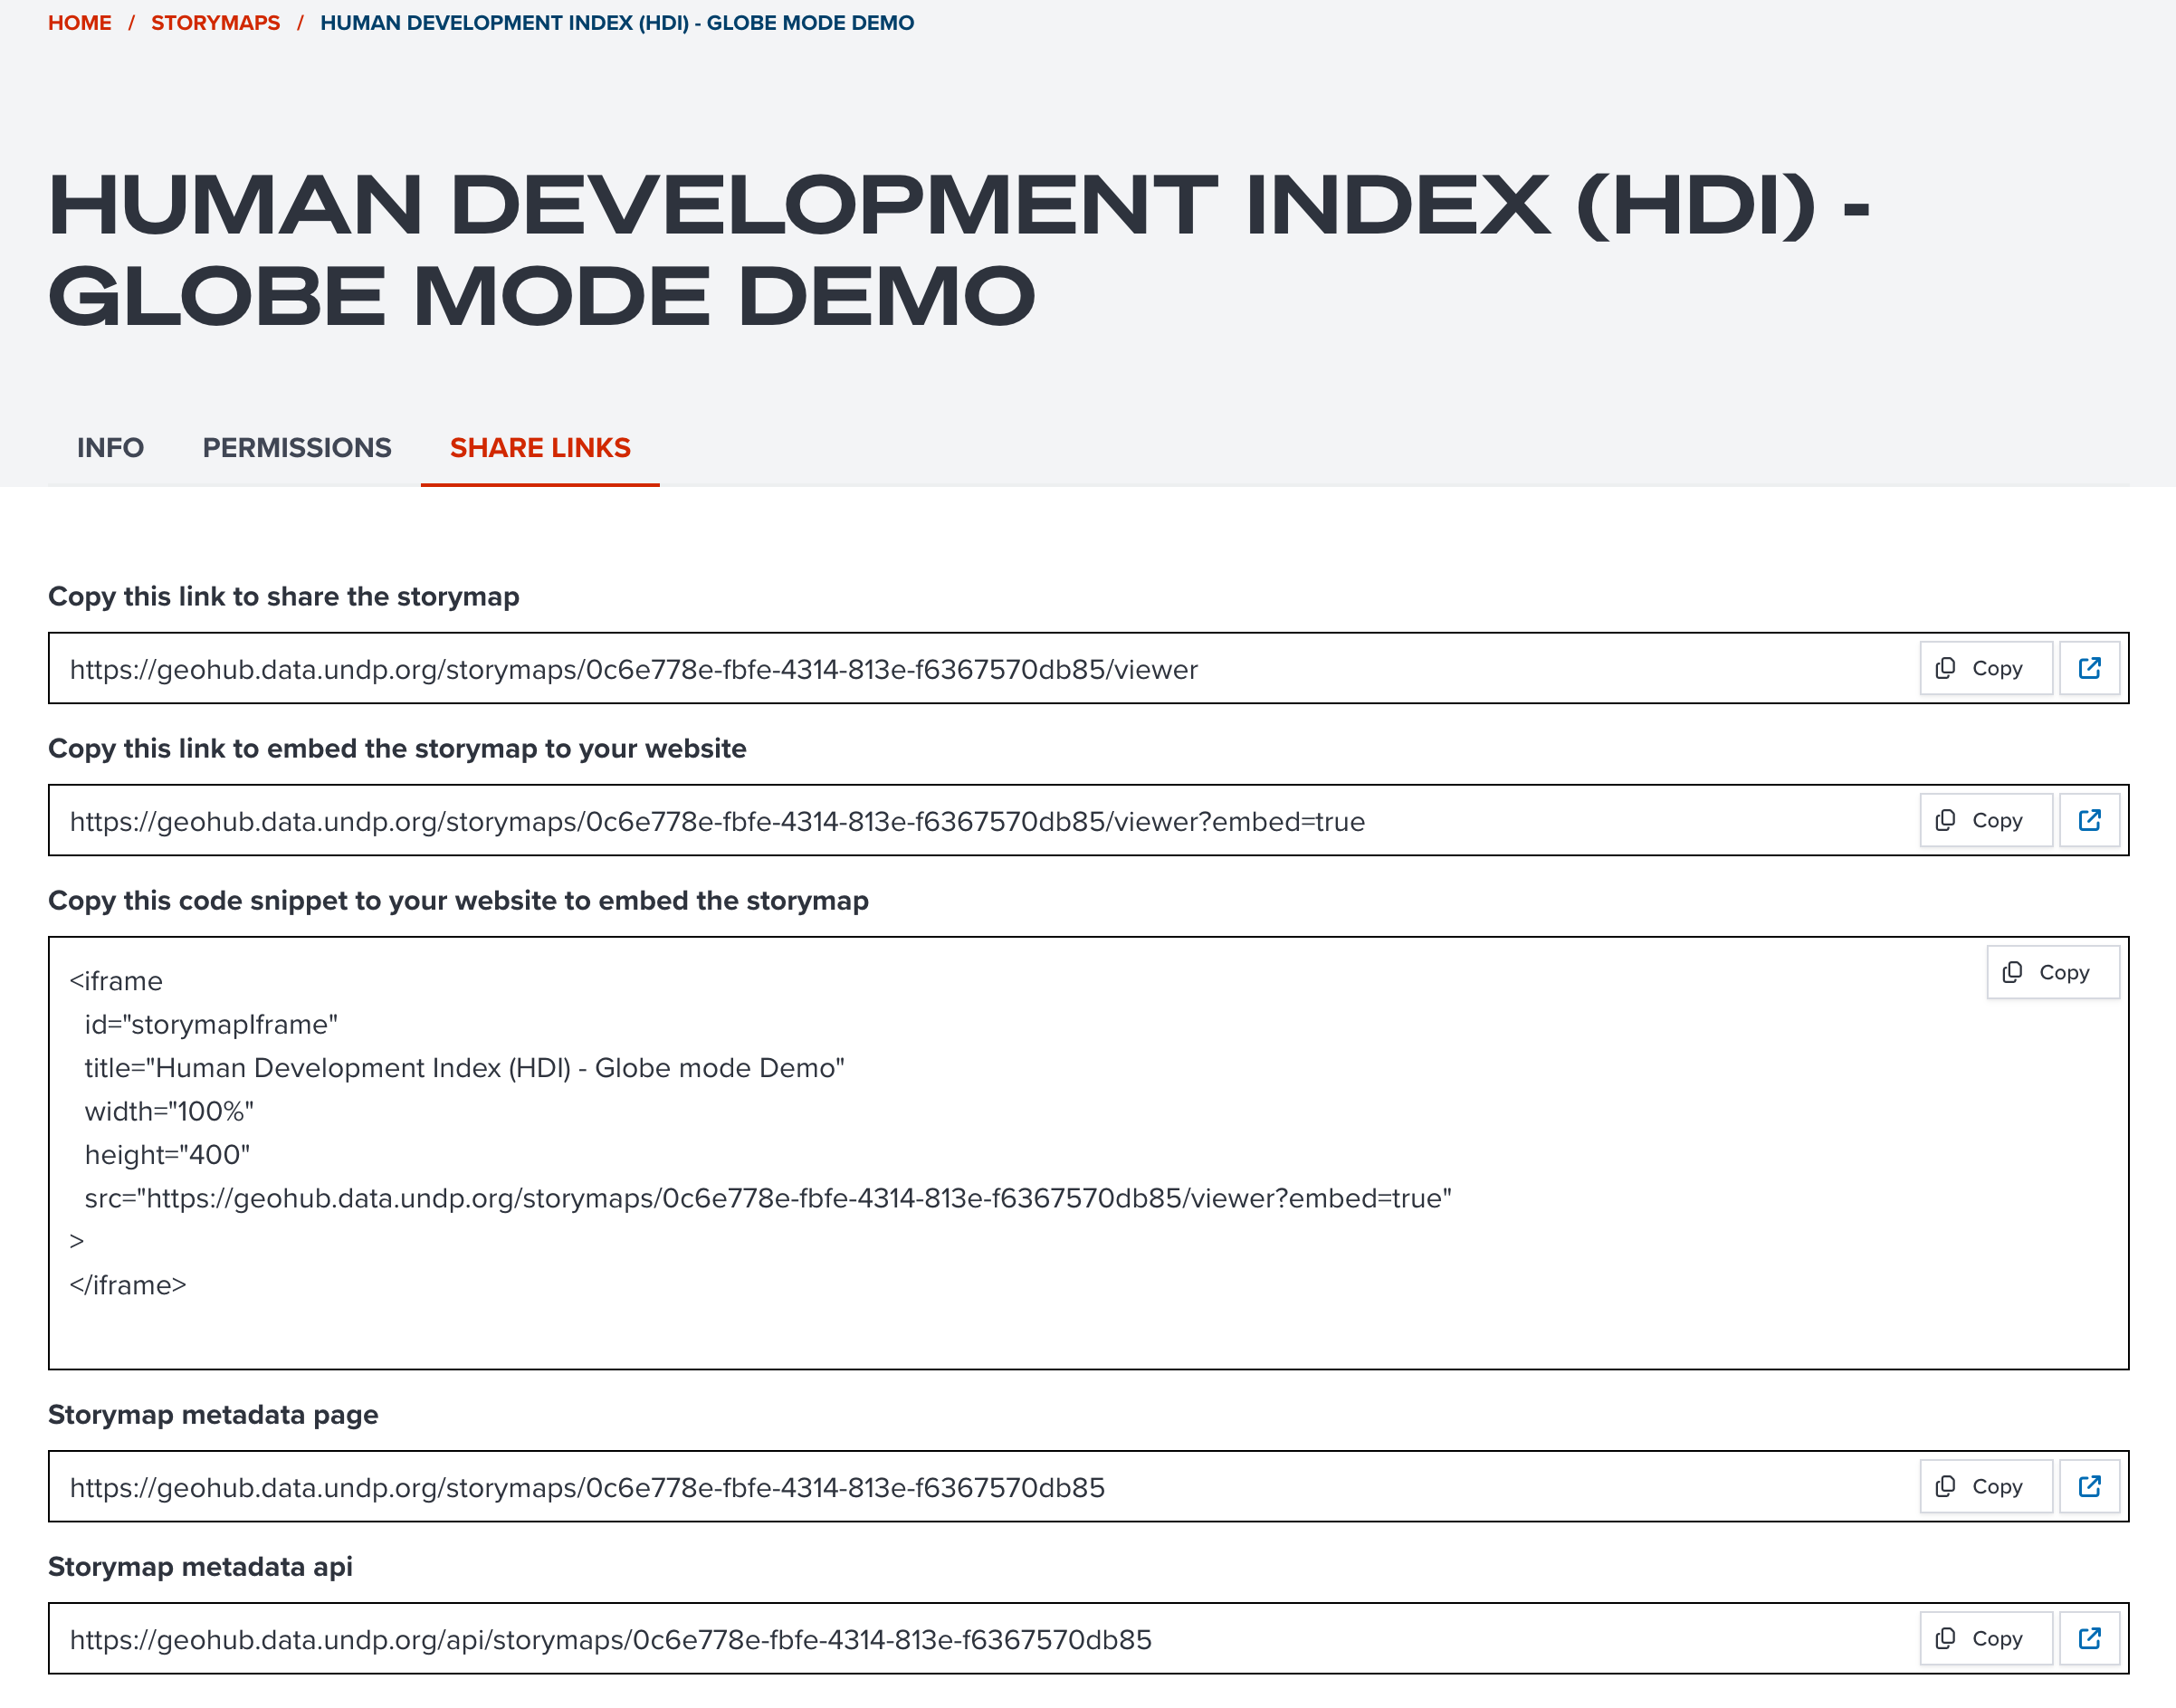 HOME / STORYMAPS / HUMAN DEVELOPMENT INDEX (HDI) - GLOBE MODE DEMO
HUMAN DEVELOPMENT INDEX (HDI) -
GLOBE MODE DEMO
INFO PERMISSIONS SHARE LINKS
Copy this link to share the storymap
https://geohub.data.undp.org/storymaps/0c6e778e-fbfe-4314-813e-f6367570db85/viewer Copy
Copy this link to embed the storymap to your website
https://geohub.data.undp.org/storymaps/0c6e778e-fbfe-4314-813e-f6367570db85/viewer?embed=true Copy
Copy this code snippet to your website to embed the storymap
Copy
<iframe
id="storymapIframe"
title="Human Development Index (HDI) - Globe mode Demo"
width="100%"
height="400"
src="https://geohub.data.undp.org/storymaps/0c6e778e-fbfe-4314-813e-f6367570db85/viewer?embed=true"
>
</iframe>
Storymap metadata page
https://geohub.data.undp.org/storymaps/0c6e778e-fbfe-4314-813e-f6367570db85 Copy
Storymap metadata api
https://geohub.data.undp.org/api/storymaps/0c6e778e-fbfe-4314-813e-f6367570db85 Copy